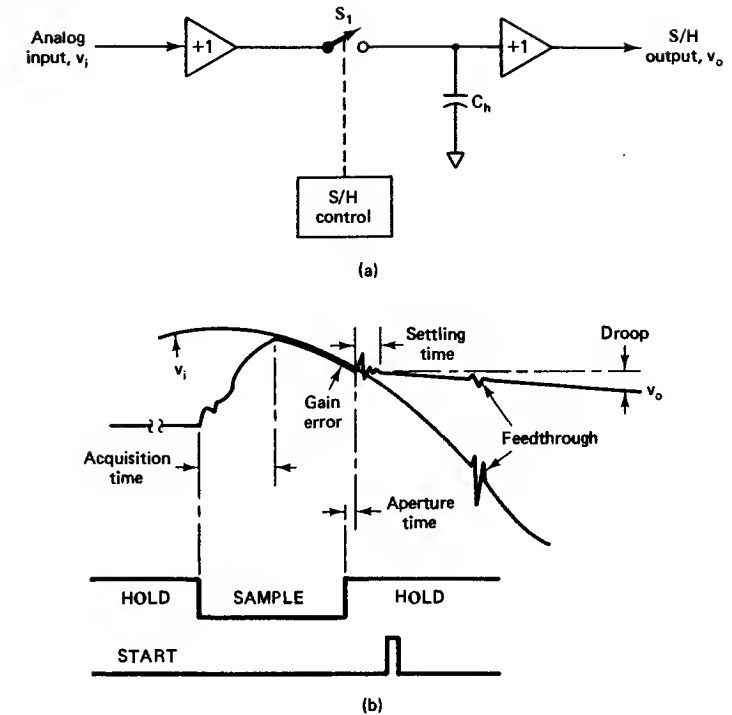 S₁
Analog
input, vᵢ
+1
+1
S/H
output, vₒ
Cₕ
S/H
control
(a)
Settling
time
Droop
vᵢ
Gain
error
vₒ
Feedthrough
Acquisition
time
Aperture
time
HOLD
SAMPLE
HOLD
START
(b)